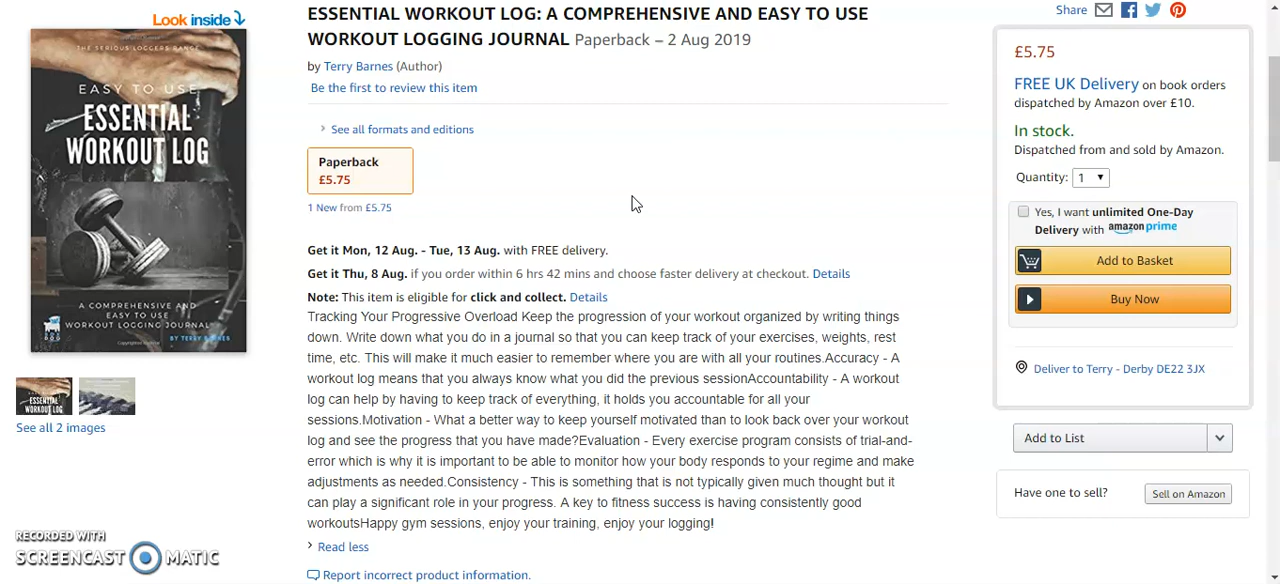 Look inside
ESSENTIAL WORKOUT LOG: A COMPREHENSIVE AND EASY TO USE
WORKOUT LOGGING JOURNAL Paperback – 2 Aug 2019
by Terry Barnes (Author)
Be the first to review this item
See all formats and editions
Paperback
£5.75
1 New from £5.75
Get it Mon, 12 Aug. - Tue, 13 Aug. with FREE delivery.
Get it Thu, 8 Aug. if you order within 6 hrs 42 mins and choose faster delivery at checkout. Details
Note: This item is eligible for click and collect. Details
Tracking Your Progressive Overload Keep the progression of your workout organized by writing things
down. Write down what you do in a journal so that you can keep track of your exercises, weights, rest
time, etc. This will make it much easier to remember where you are with all your routines.Accuracy - A
workout log means that you always know what you did the previous sessionAccountability - A workout
log can help by having to keep track of everything, it holds you accountable for all your
sessions.Motivation - What a better way to keep yourself motivated than to look back over your workout
log and see the progress that you have made?Evaluation - Every exercise program consists of trial-and-
error which is why it is important to be able to monitor how your body responds to your regime and make
adjustments as needed.Consistency - This is something that is not typically given much thought but it
can play a significant role in your progress. A key to fitness success is having consistently good
workoutsHappy gym sessions, enjoy your training, enjoy your logging!
Read less
Report incorrect product information.
THE SERIOUS LOGGERS RANGE
EASY TO USE
ESSENTIAL
WORKOUT LOG
A COMPREHENSIVE AND
EASY TO USE
WORKOUT LOGGING JOURNAL
BY TERRY BARNES
Copyrighted Material
ESSENTIAL
WORKOUT LOG
See all 2 images
RECORDED WITH
SCREENCAST MATIC
Share
£5.75
FREE UK Delivery on book orders
dispatched by Amazon over £10.
In stock.
Dispatched from and sold by Amazon.
Quantity: 1
Yes, I want unlimited One-Day
Delivery with amazon prime
Add to Basket
Buy Now
Deliver to Terry - Derby DE22 3JX
Add to List
Have one to sell?
Sell on Amazon